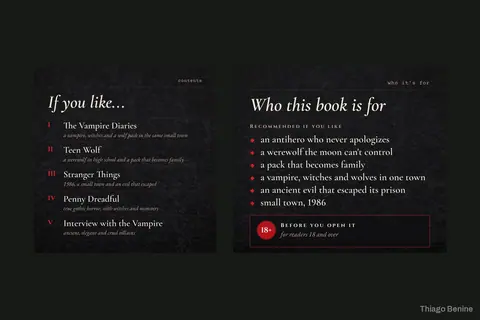 If you like...
I The Vampire Diaries
a vampire, witches and a wolf pack in the same small town
II Teen Wolf
a werewolf in high school and a pack that becomes family
III Stranger Things
1986, a small town and an evil that escaped
IV Penny Dreadful
true gothic horror, with witches and monsters
V Interview with the Vampire
ancient, elegant and cruel villains
who it's for
Who this book is for
RECOMMENDED IF YOU LIKE
an antihero who never apologizes
a werewolf the moon can't control
a pack that becomes family
a vampire, witches and wolves in one town
an ancient evil that escaped its prison
small town, 1986
18+
BEFORE YOU OPEN IT
for readers 18 and over
Thiago Benine